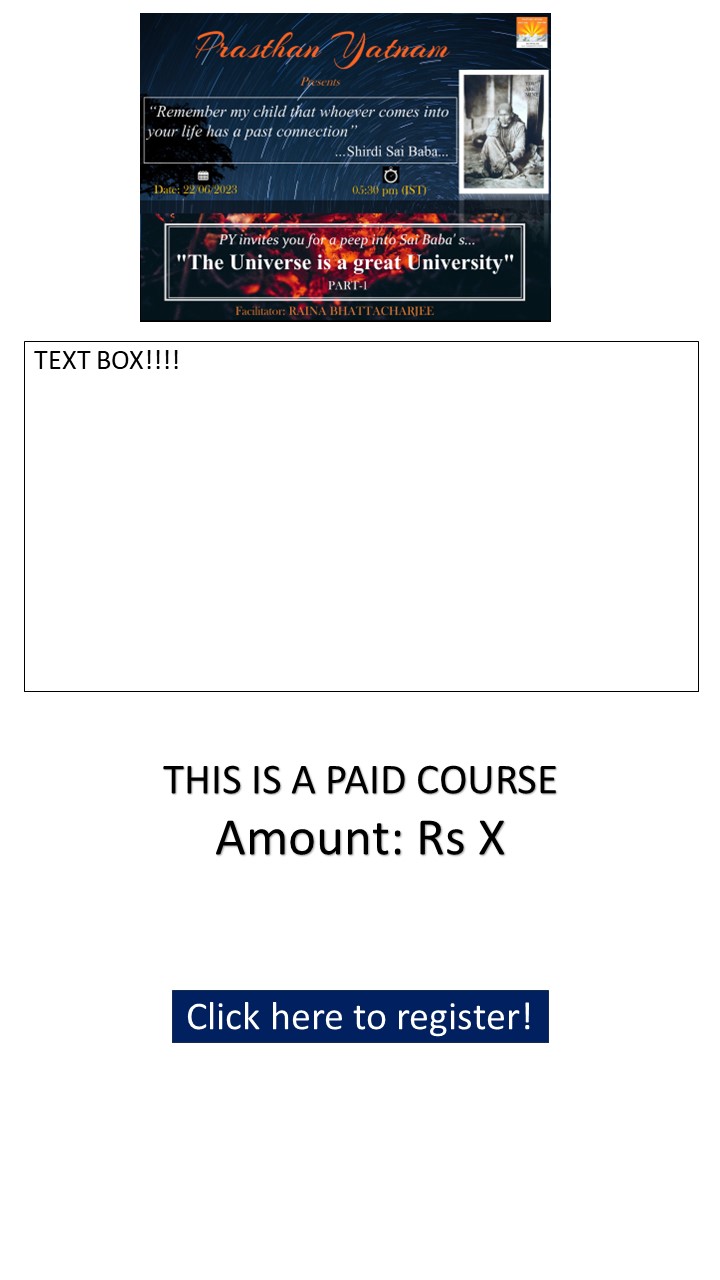 Prasthan Yatnam
Presents
“Remember my child that whoever comes into
your life has a past connection”
...Shirdi Sai Baba...
Date: 22/06/2023
05:30 pm (IST)
PY invites you for a peep into Sai Baba's...
"The Universe is a great University"
PART-1
Facilitator: RAINA BHATTACHARJEE
TEXT BOX!!!!
THIS IS A PAID COURSE
Amount: Rs X
Click here to register!